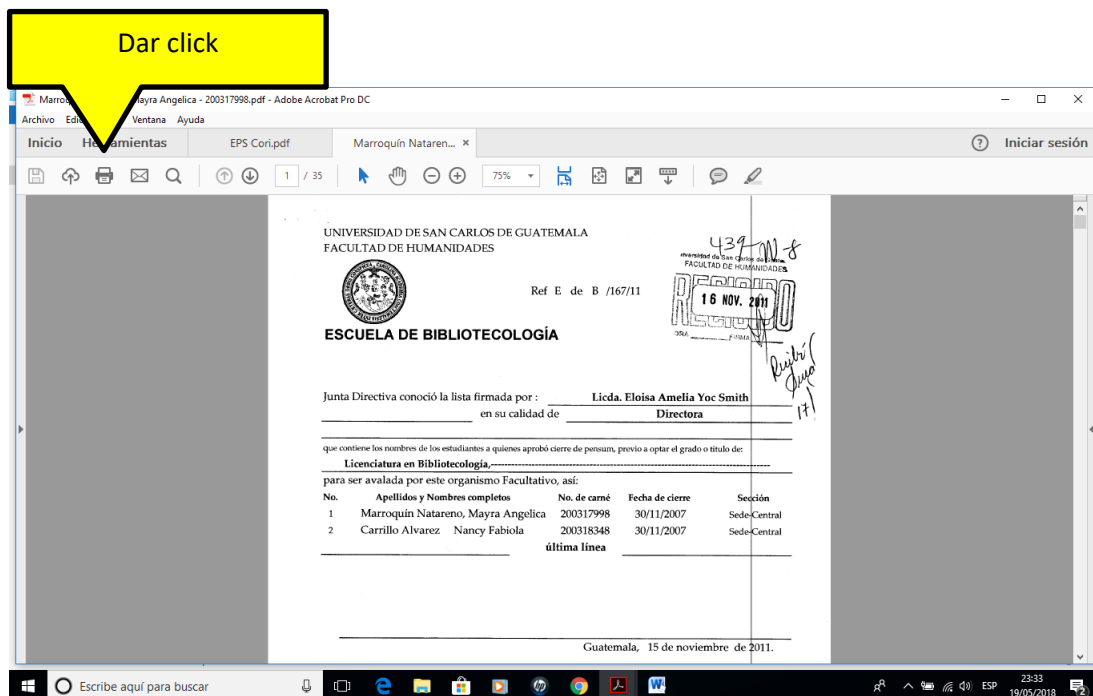 Dar click
Marroq ayra Angelica - 200317998.pdf - Adobe Acrobat Pro DC
Archivo Edi Ventana Ayuda
Inicio He amientas EPS Cori.pdf Marroquín Nataren... × Iniciar sesión
1 / 35 75%
UNIVERSIDAD DE SAN CARLOS DE GUATEMALA
FACULTAD DE HUMANIDADES
439
FACULTAD DE HUMANIDADES
Ref E de B /167/11
RECIBIDO
16 NOV. 2011
FIRMA
ESCUELA DE BIBLIOTECOLOGÍA
Junta Directiva conoció la lista firmada por : Licda. Eloisa Amelia Yoc Smith
en su calidad de Directora
17
que contiene los nombres de los estudiantes a quienes aprobó cierre de pensum, previo a optar el grado o título de:
Licenciatura en Bibliotecología,-
para ser avalada por este organismo Facultativo, así:
No. Apellidos y Nombres completos No. de carné Fecha de cierre Sección
1 Marroquín Natareno, Mayra Angelica 200317998 30/11/2007 Sede-Central
2 Carrillo Alvarez Nancy Fabiola 200318348 30/11/2007 Sede-Central
última línea
Guatemala, 15 de noviembre de 2011.
Escribe aquí para buscar ESP 23:33
19/05/2018 2